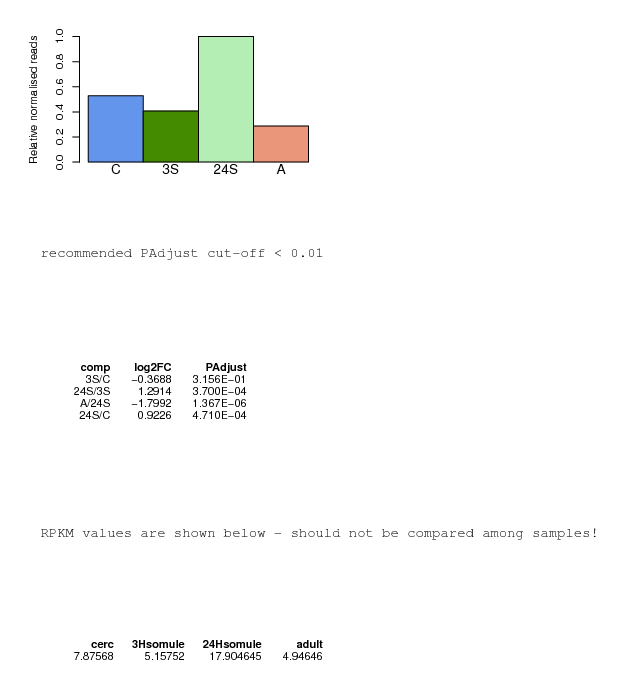 Relative normalised reads
1.0
0.8
0.6
0.4
0.2
0.0
C 3S 24S A
recommended PAdjust cut-off < 0.01
comp log2FC PAdjust
3S/C −0.3688 3.156E−01
24S/3S 1.2914 3.700E−04
A/24S −1.7992 1.367E−06
24S/C 0.9226 4.710E−04
RPKM values are shown below - should not be compared among samples!
cerc 3Hsomule 24Hsomule adult
7.87568 5.15752 17.904645 4.94646